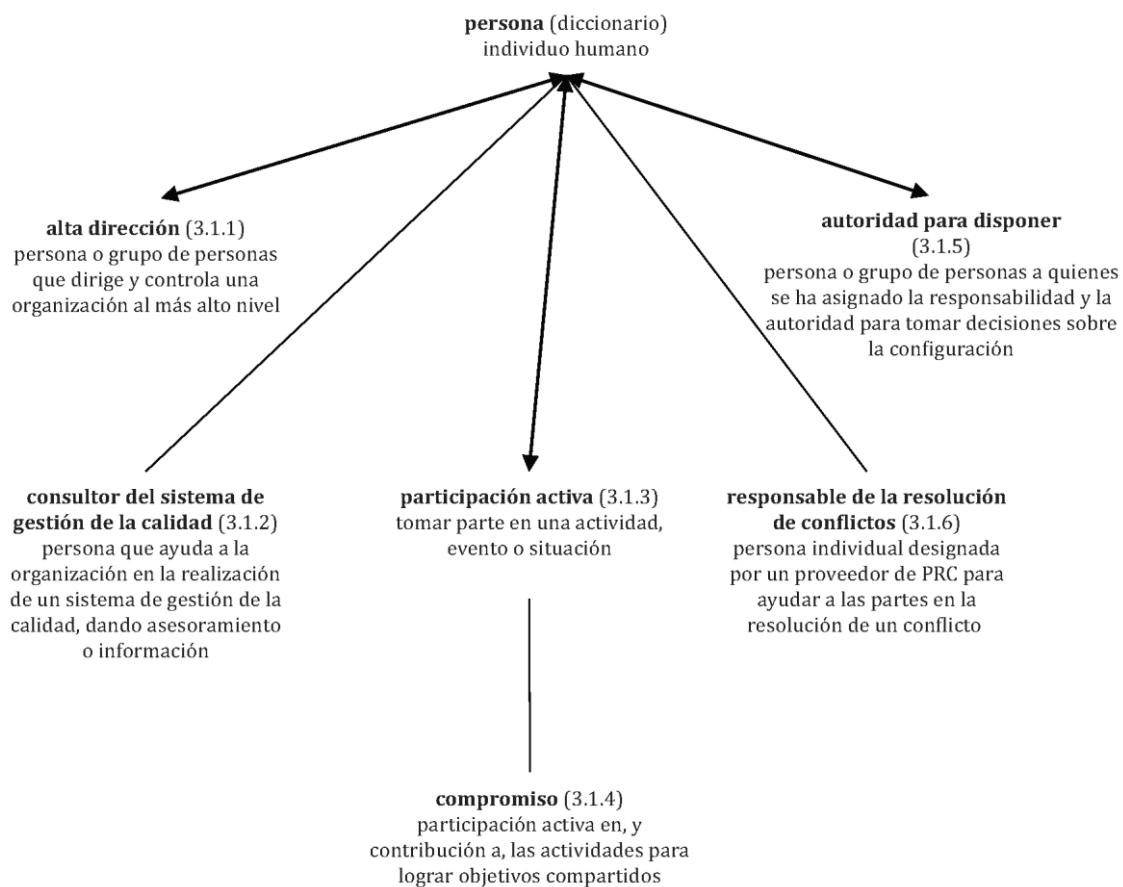 persona (diccionario)
individuo humano
alta dirección (3.1.1)
persona o grupo de personas
que dirige y controla una
organización al más alto nivel
autoridad para disponer
(3.1.5)
persona o grupo de personas a quienes
se ha asignado la responsabilidad y la
autoridad para tomar decisiones sobre
la configuración
consultor del sistema de
gestión de la calidad (3.1.2)
persona que ayuda a la
organización en la realización
de un sistema de gestión de la
calidad, dando asesoramiento
o información
participación activa (3.1.3)
tomar parte en una actividad,
evento o situación
responsable de la resolución
de conflictos (3.1.6)
persona individual designada
por un proveedor de PRC para
ayudar a las partes en la
resolución de un conflicto
compromiso (3.1.4)
participación activa en, y
contribución a, las actividades para
lograr objetivos compartidos